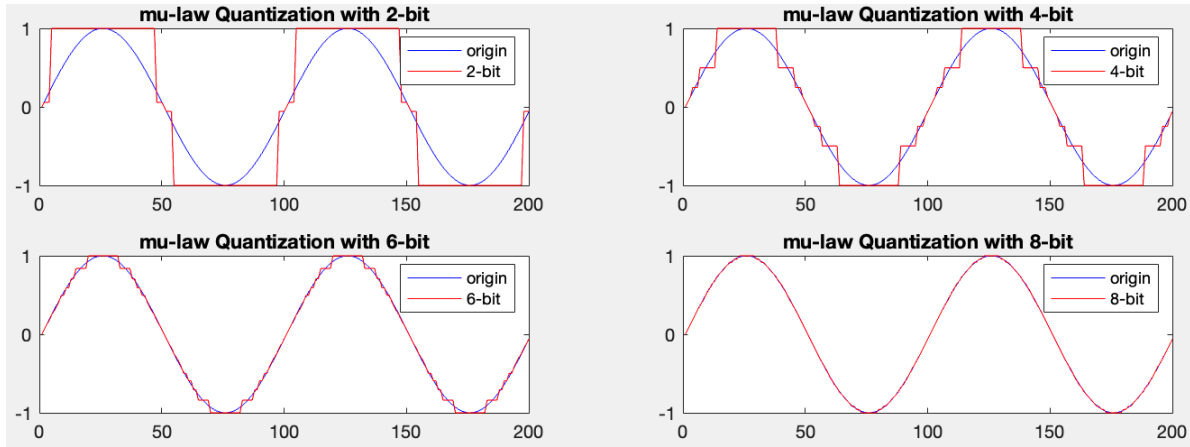 mu-law Quantization with 2-bit
1
0
-1
0 50 100 150 200
origin
2-bit
mu-law Quantization with 4-bit
1
0
-1
0 50 100 150 200
origin
4-bit
mu-law Quantization with 6-bit
1
0
-1
0 50 100 150 200
origin
6-bit
mu-law Quantization with 8-bit
1
0
-1
0 50 100 150 200
origin
8-bit